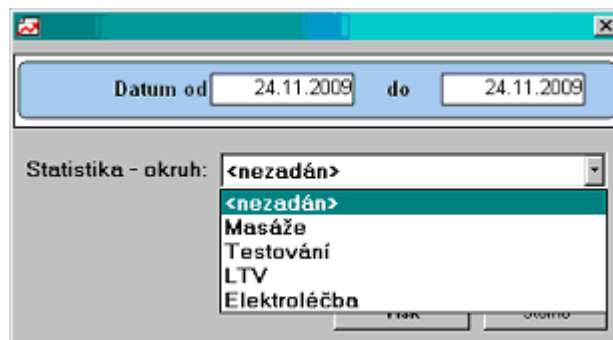 Datum od 24.11.2009 do 24.11.2009
Statistika - okruh: <nezadán>
<nezadán>
Masáže
Testování
LTV
Elektroléčba